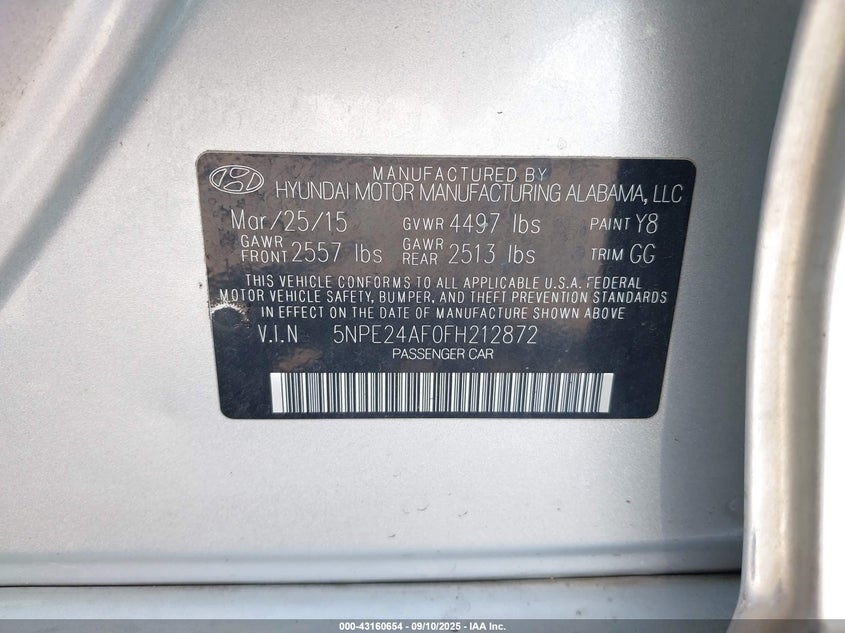 MANUFACTURED BY
HYUNDAI MOTOR MANUFACTURING ALABAMA, LLC
Mar/25/15 GVWR 4497 lbs PAINT Y8
GAWR FRONT 2557 lbs GAWR REAR 2513 lbs TRIM GG
THIS VEHICLE CONFORMS TO ALL APPLICABLE U.S.A. FEDERAL
MOTOR VEHICLE SAFETY, BUMPER, AND THEFT PREVENTION STANDARDS
IN EFFECT ON THE DATE OF MANUFACTURE SHOWN ABOVE.
V.I.N 5NPE24AF0FH212872
PASSENGER CAR
000-43160654 - 09/10/2025 - IAA Inc.